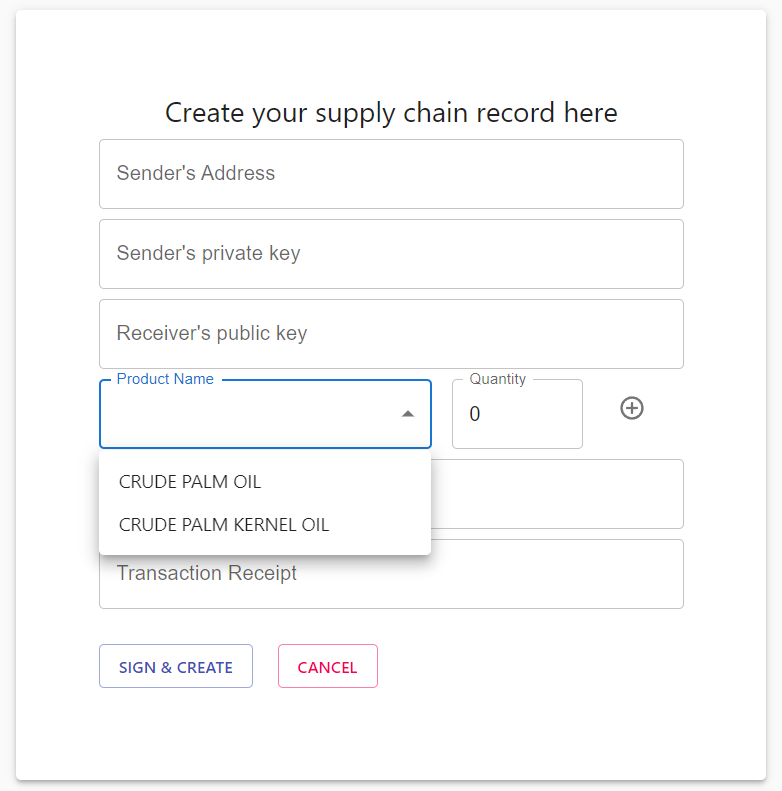 Create your supply chain record here
Sender's Address
Sender's private key
Receiver's public key
Product Name
Quantity
0
CRUDE PALM OIL
CRUDE PALM KERNEL OIL
Transaction Receipt
SIGN & CREATE
CANCEL